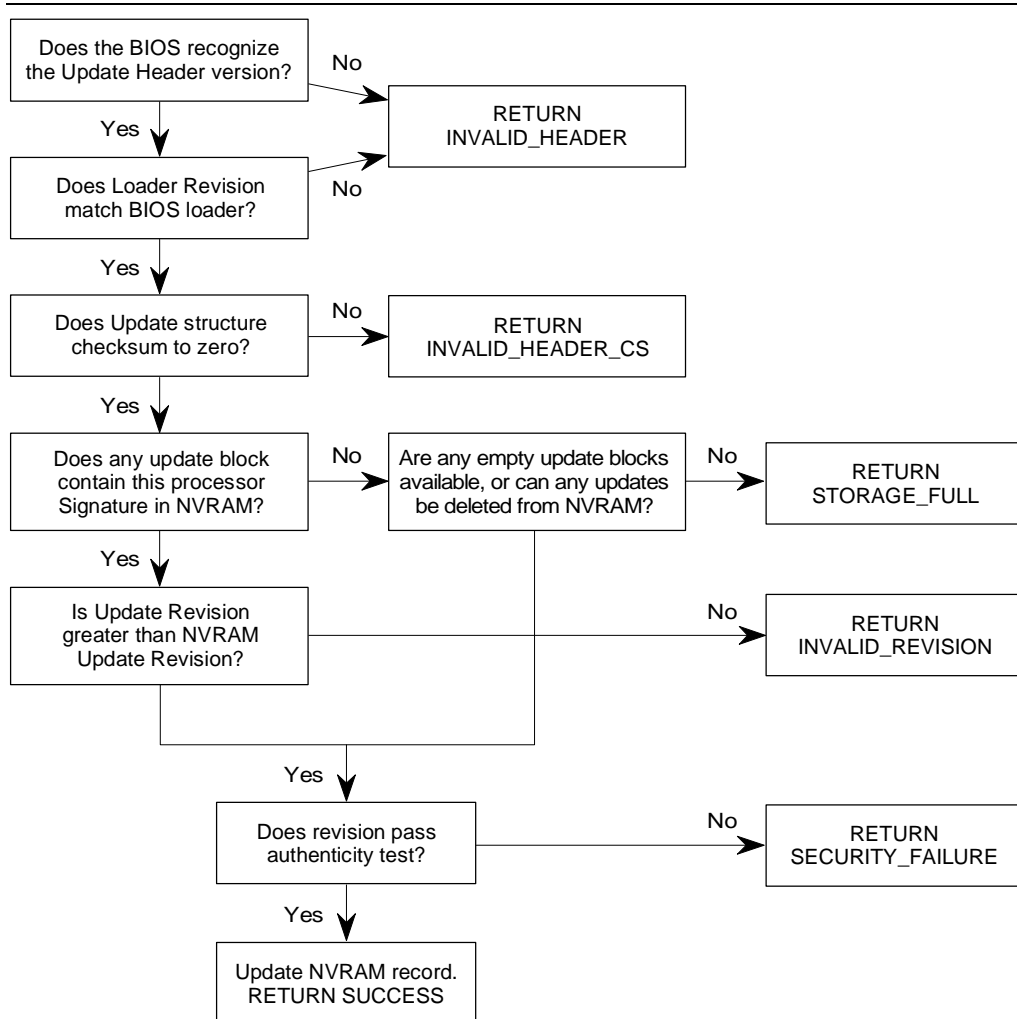 Does the BIOS recognize
the Update Header version?
No
RETURN
INVALID_HEADER
Yes
Does Loader Revision
match BIOS loader?
No
Yes
Does Update structure
checksum to zero?
No
RETURN
INVALID_HEADER_CS
Yes
Does any update block
contain this processor
Signature in NVRAM?
No
Are any empty update blocks
available, or can any updates
be deleted from NVRAM?
No
RETURN
STORAGE_FULL
Yes
Is Update Revision
greater than NVRAM
Update Revision?
No
RETURN
INVALID_REVISION
Yes
Does revision pass
authenticity test?
No
RETURN
SECURITY_FAILURE
Yes
Update NVRAM record.
RETURN SUCCESS